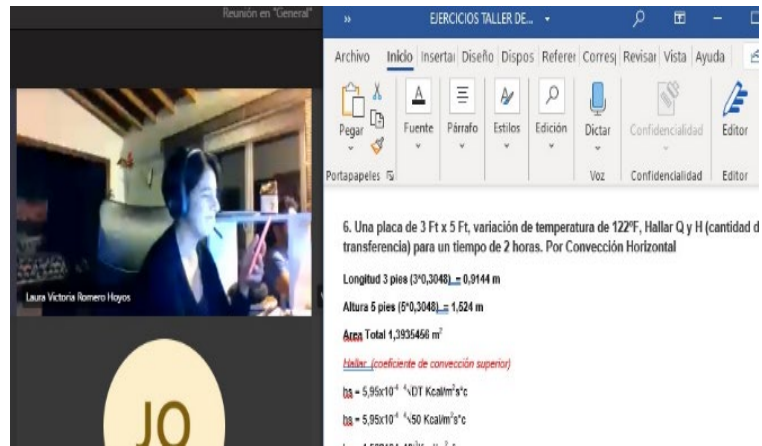 Reunión en "General"
Laura Victoria Romero Hoyos
JO
EJERCICIOS TALLER DE...
Archivo Inicio Insertar Diseño Dispos Referer Corresp Revisar Vista Ayuda
Pegar Fuente Párrafo Estilos Edición Dictar Confidencialidad Editor
Portapapeles Voz Confidencialidad Editor
6. Una placa de 3 Ft x 5 Ft, variación de temperatura de 122ºF, Hallar Q y H (cantidad d
transferencia) para un tiempo de 2 horas. Por Convección Horizontal
Longitud 3 pies (3*0,3048) = 0,9144 m
Altura 5 pies (5*0,3048) = 1,524 m
Area Total 1,3935456 m²
Hallar (coeficiente de convección superior)
hs = 5,95x10⁻⁴ ⁴√DT Kcal/m²s°c
hs = 5,95x10⁻⁴ ⁴√50 Kcal/m²s°c